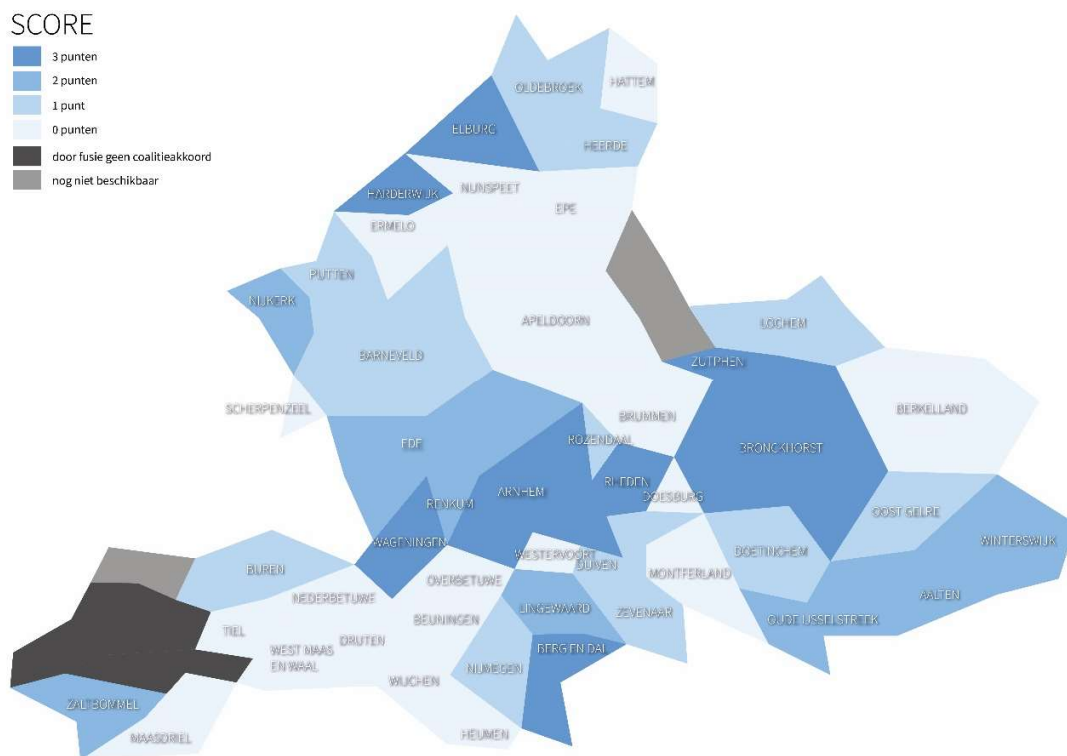 SCORE
3 punten
2 punten
1 punt
0 punten
door fusie geen coalitieakkoord
nog niet beschikbaar
OLDEBROEK
HATTEM
ELBURG
HEERDE
NUNSPEET
HARDERWIJK
EPE
ERMELO
PUTTEN
NIJKERK
APELDOORN
LOCHEM
BARNEVELD
ZUTPHEN
SCHERPENZEEL
BRUMMEN
BERKELLAND
EDE
ROZENDAAL
BRONCKHORST
RHEDEN
ARNHEM
DOESBURG
RENKUM
OOST GELRE
WAGENINGEN
WINTERSWIJK
WESTERVOORT
DUIVEN
DOETINCHEM
BUREN
MONTFERLAND
OVERBETUWE
NEDERBETUWE
AALTEN
LINGEWAARD
ZEVENAAR
BEUNINGEN
OUDE IJSSELSTREEK
TIEL
DRUTEN
WEST MAAS
EN WAAL
BERG EN DAL
NIJMEGEN
WIJCHEN
ZALTBOMMEL
HEUMEN
MAASDRIEL